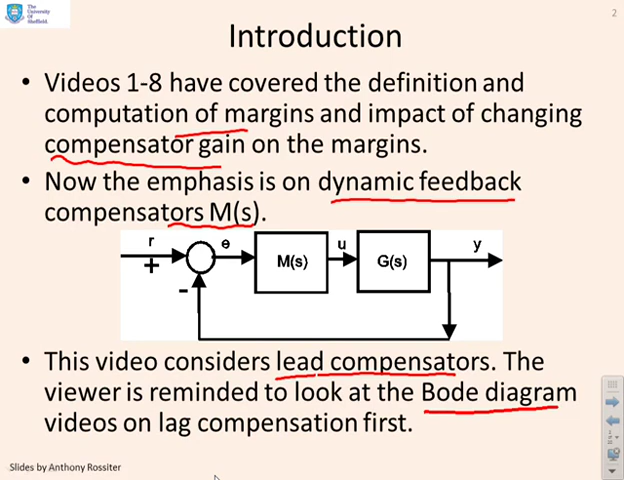 The
University
Of
Sheffield.
2
Introduction
• Videos 1-8 have covered the definition and
computation of margins and impact of changing
compensator gain on the margins.
• Now the emphasis is on dynamic feedback
compensators M(s).
r
e
M(s)
u
G(s)
y
+
-
• This video considers lead compensators. The
viewer is reminded to look at the Bode diagram
videos on lag compensation first.
Slides by Anthony Rossiter